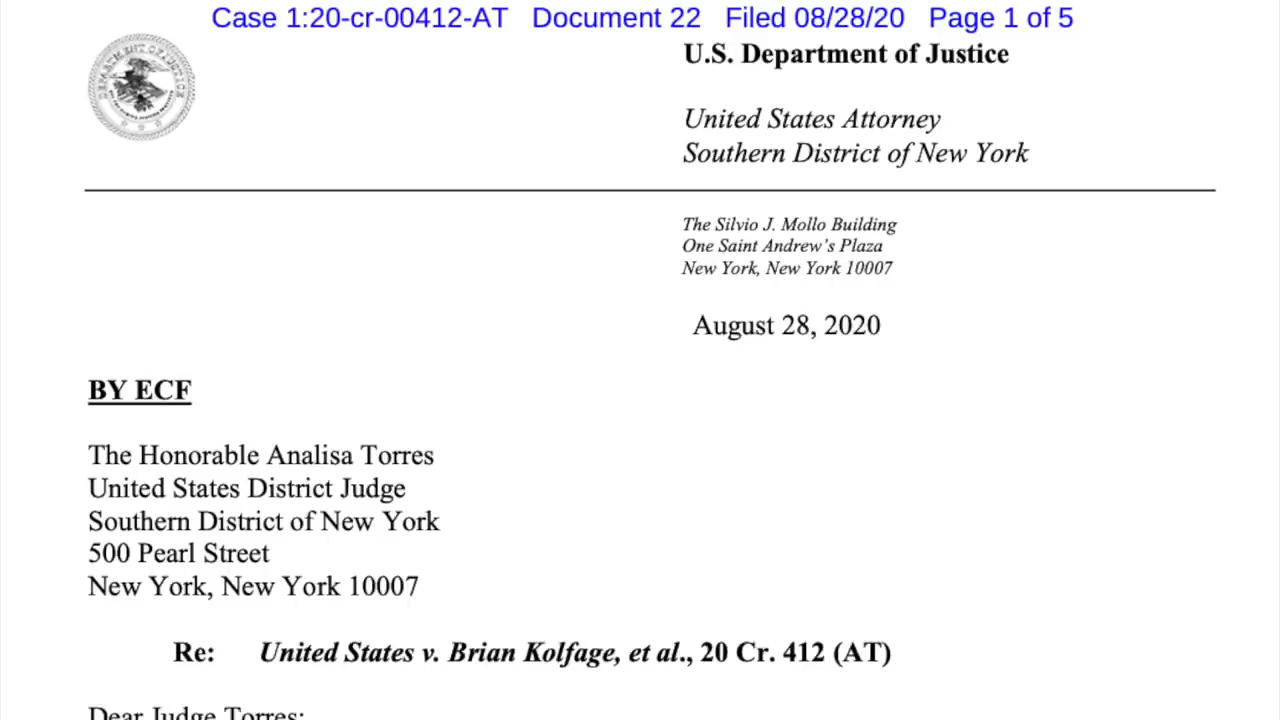 Case 1:20-cr-00412-AT Document 22 Filed 08/28/20 Page 1 of 5
U.S. Department of Justice
United States Attorney
Southern District of New York
The Silvio J. Mollo Building
One Saint Andrew's Plaza
New York, New York 10007
August 28, 2020
BY ECF
The Honorable Analisa Torres
United States District Judge
Southern District of New York
500 Pearl Street
New York, New York 10007
Re: United States v. Brian Kolfage, et al., 20 Cr. 412 (AT)
Dear Judge Torres: